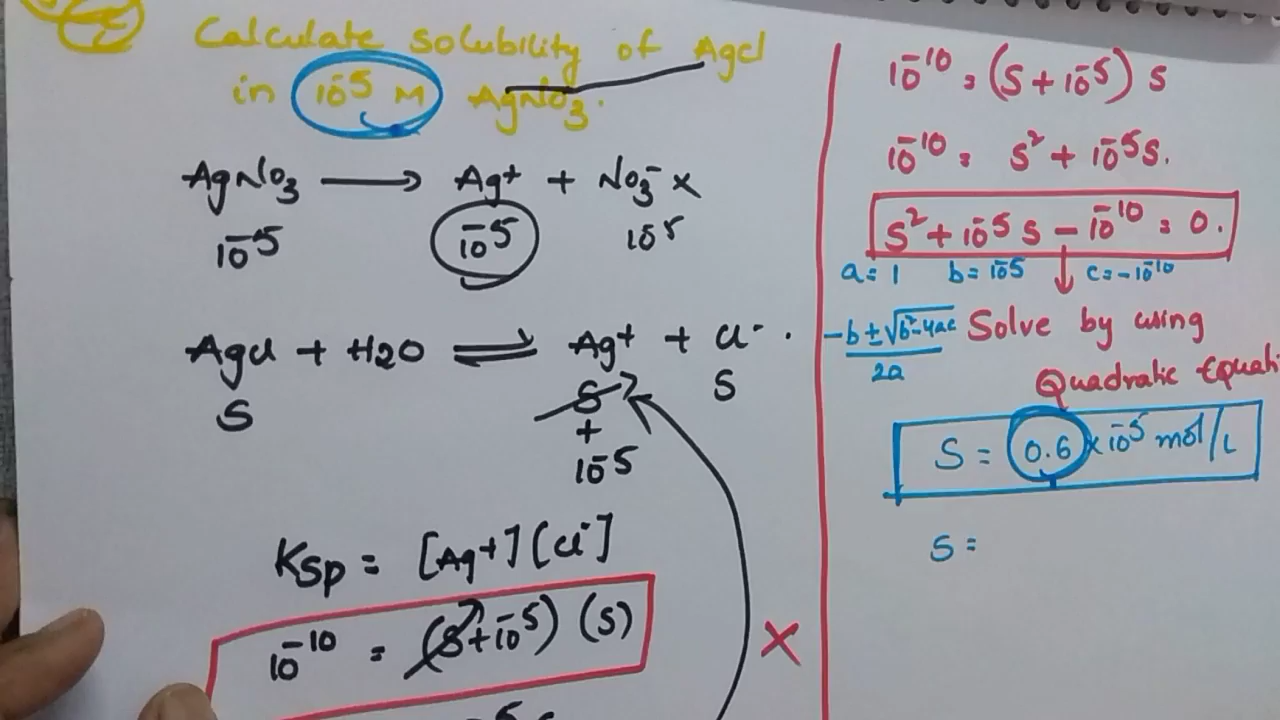 Calculate solubility of Agcl
in 10⁻⁵ M AgNO₃.
AgNO₃ ⟶ Ag⁺ + NO₃⁻ x
10⁻⁵ 10⁻⁵ 10⁻⁵
AgCl + H2O ⇌ Ag⁺ + Cl⁻ .
S S S
+
10⁻⁵
Ksp = [Ag+] [Cl⁻]
10⁻¹⁰ = (S+10⁻⁵) (S)
x
10⁻¹⁰ = (S+10⁻⁵) S
10⁻¹⁰ = S² + 10⁻⁵S.
S² + 10⁻⁵ S - 10⁻¹⁰ = 0.
a = 1 b = 10⁻⁵ c = -10⁻¹⁰
-b ± √b²-4ac / 2a Solve by using
Quadratic Equati
S = 0.6 × 10⁻⁵ mol/L
S =